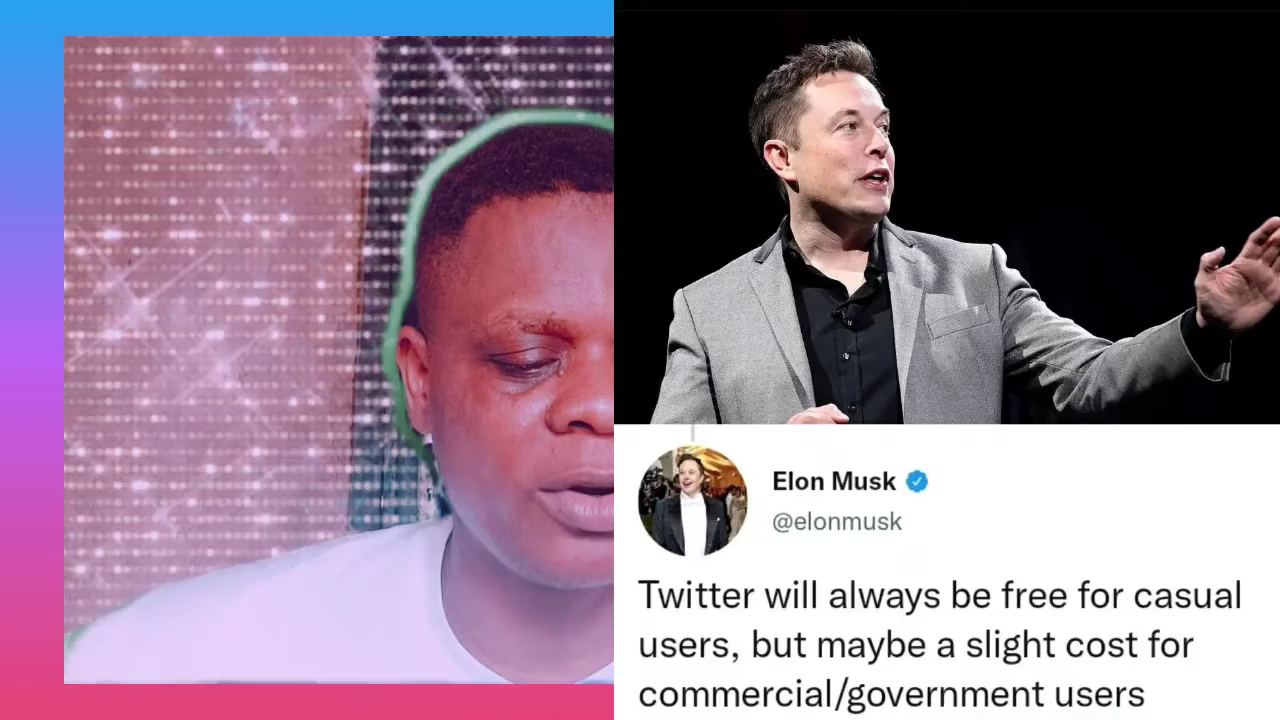 Elon Musk
@elonmusk
Twitter will always be free for casual
users, but maybe a slight cost for
commercial/government users